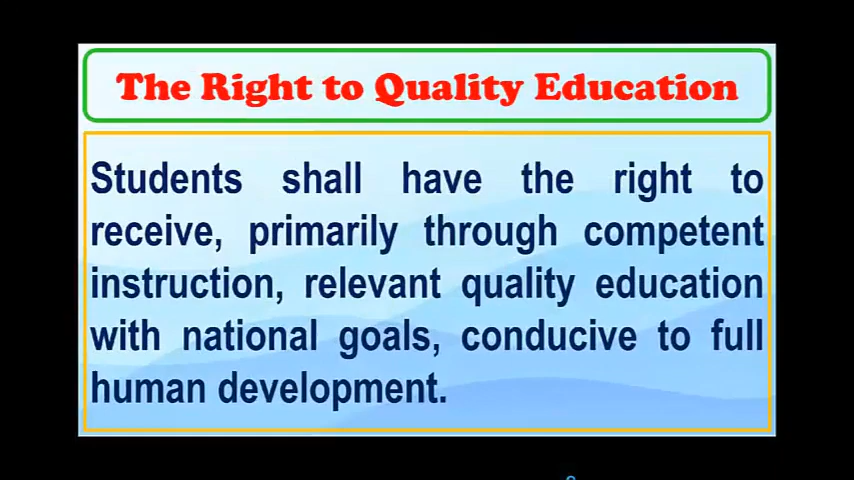 The Right to Quality Education
Students shall have the right to
receive, primarily through competent
instruction, relevant quality education
with national goals, conducive to full
human development.